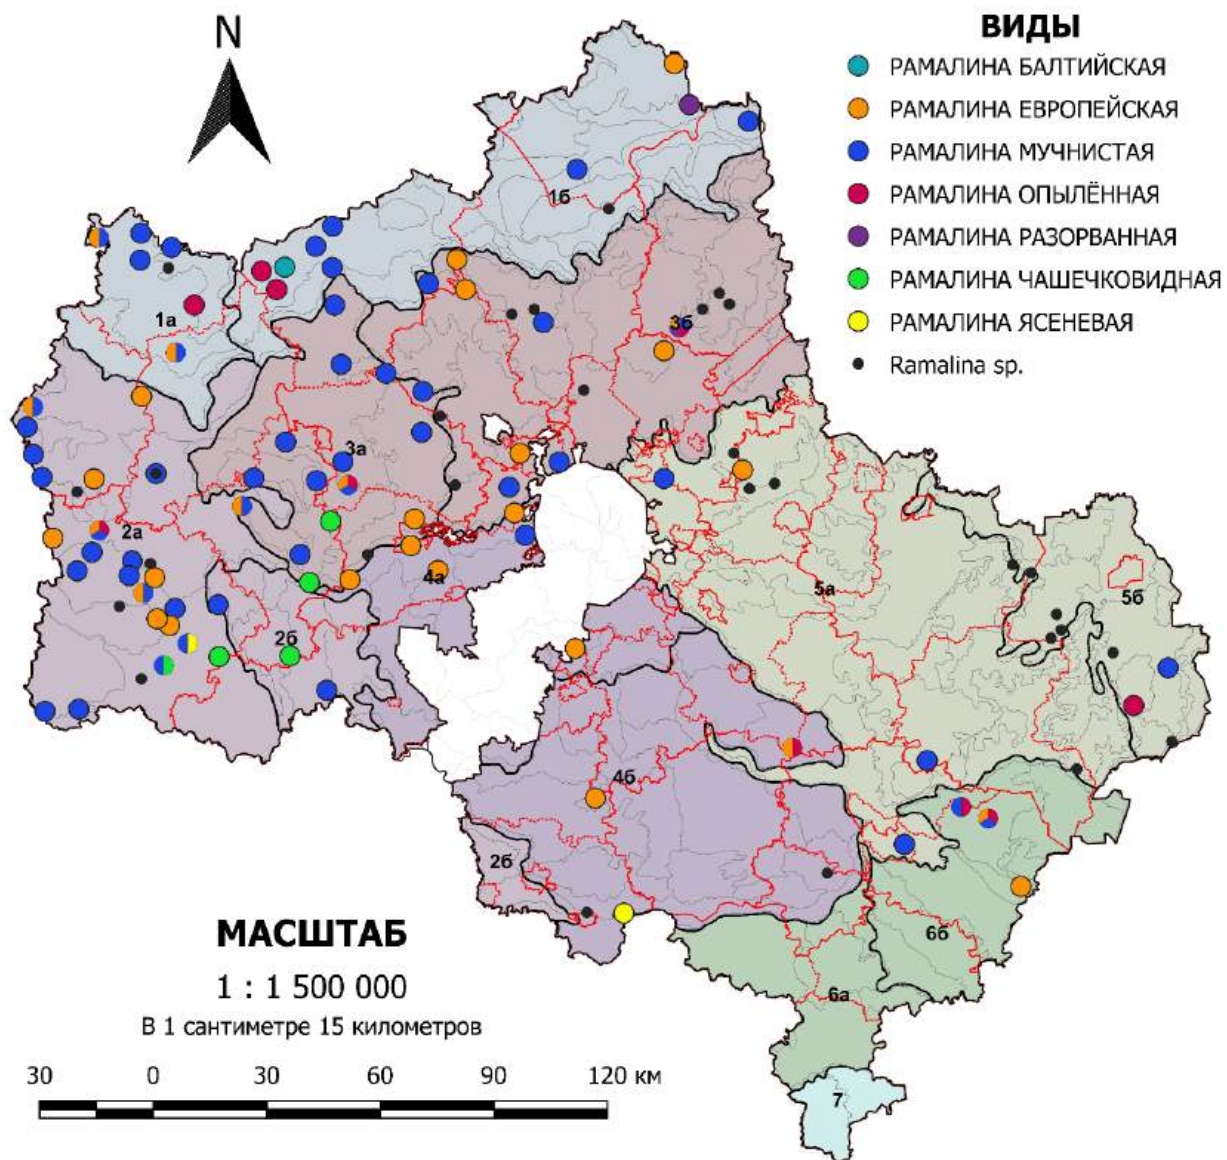 N
ВИДЫ
РАМАЛИНА БАЛТИЙСКАЯ
РАМАЛИНА ЕВРОПЕЙСКАЯ
РАМАЛИНА МУЧНИСТАЯ
РАМАЛИНА ОПЫЛЁННАЯ
РАМАЛИНА РАЗОРВАННАЯ
РАМАЛИНА ЧАШЕЧКОВИДНАЯ
РАМАЛИНА ЯСЕНЕВАЯ
Ramalina sp.
1б
1а
3б
3а
2а
4а
2б
5а
5б
4б
2б
6б
6а
7
МАСШТАБ
1 : 1 500 000
В 1 сантиметре 15 километров
30 0 30 60 90 120 км